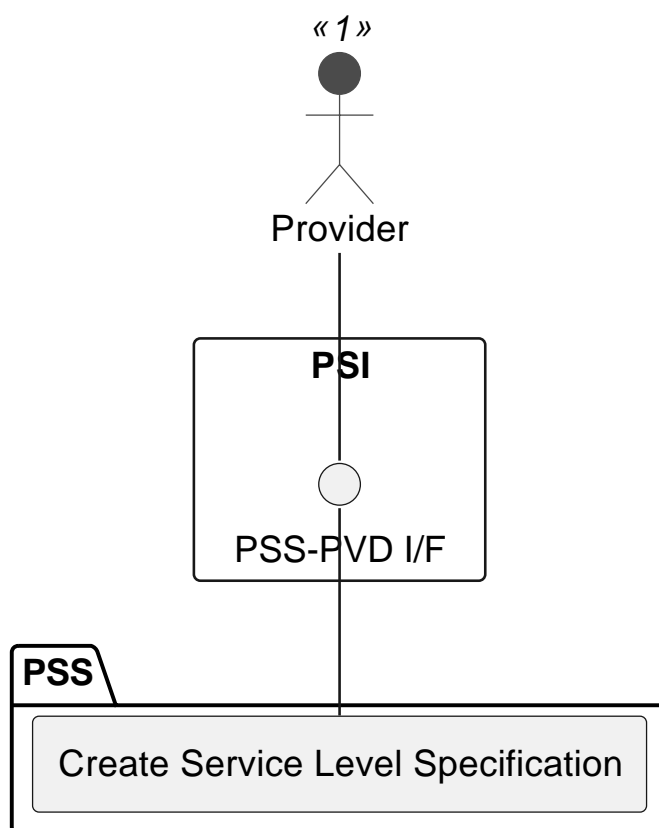 «1»
Provider
PSI
PSS-PVD I/F
PSS
Create Service Level Specification